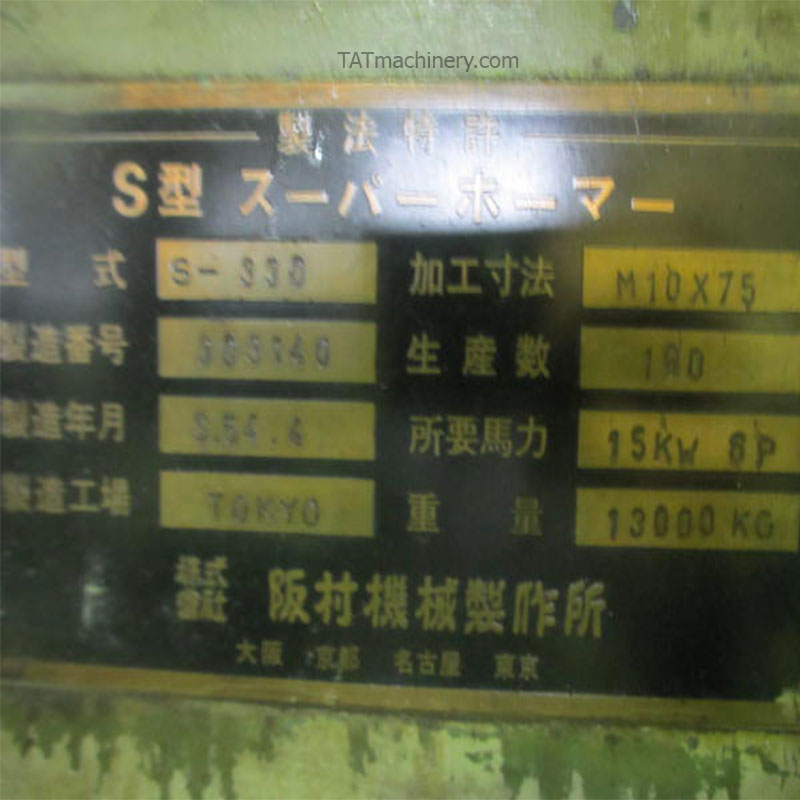 TATmachinery.com
製法特許
S型 スーパーホーマー
型式 S-330 加工寸法 M10X75
製造番号 生産数
製造年月 S.54.4 所要馬力 15KW 8P
製造工場 TOKYO 重量 13000KG
株式会社 阪村機械製作所
大阪 京都 名古屋 東京